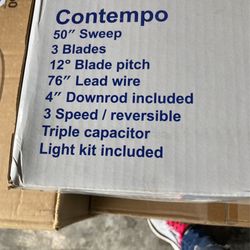 Contempo
50″ Sweep
3 Blades
12° Blade pitch
76″ Lead wire
4″ Downrod included
3 Speed / reversible
Triple capacitor
Light kit included